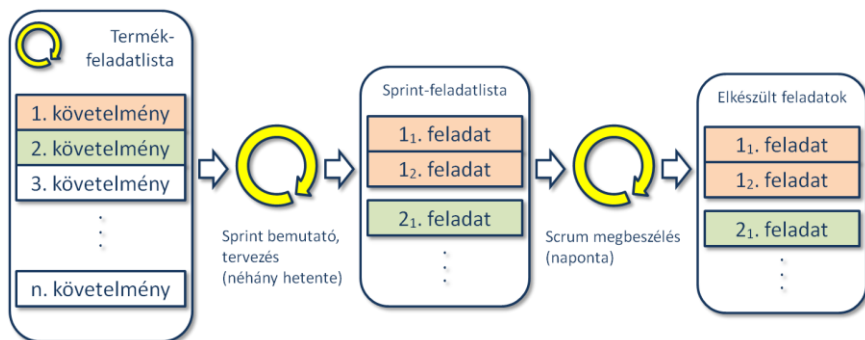 Termék-
feladatlista
1. követelmény
2. követelmény
3. követelmény
n. követelmény
Sprint bemutató,
tervezés
(néhány hetente)
Sprint-feladatlista
1₁. feladat
1₂. feladat
2₁. feladat
Scrum megbeszélés
(naponta)
Elkészült feladatok
1₁. feladat
1₂. feladat
2₁. feladat